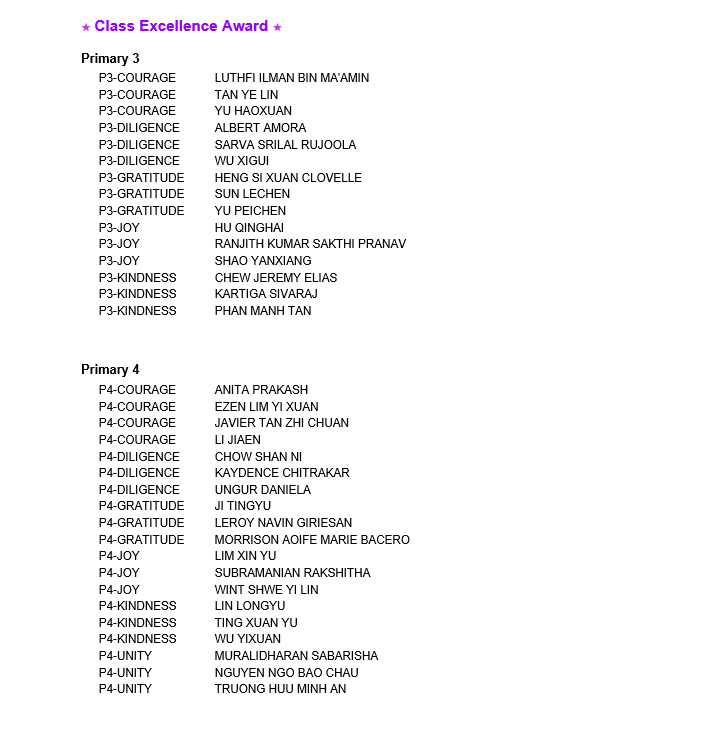 ★ Class Excellence Award ★
Primary 3
P3-COURAGE LUTHFI ILMAN BIN MA'AMIN
P3-COURAGE TAN YE LIN
P3-COURAGE YU HAOXUAN
P3-DILIGENCE ALBERT AMORA
P3-DILIGENCE SARVA SRILAL RUJOOLA
P3-DILIGENCE WU XIGUI
P3-GRATITUDE HENG SI XUAN CLOVELLE
P3-GRATITUDE SUN LECHEN
P3-GRATITUDE YU PEICHEN
P3-JOY HU QINGHAI
P3-JOY RANJITH KUMAR SAKTHI PRANAV
P3-JOY SHAO YANXIANG
P3-KINDNESS CHEW JEREMY ELIAS
P3-KINDNESS KARTIGA SIVARAJ
P3-KINDNESS PHAN MANH TAN
Primary 4
P4-COURAGE ANITA PRAKASH
P4-COURAGE EZEN LIM YI XUAN
P4-COURAGE JAVIER TAN ZHI CHUAN
P4-COURAGE LI JIAEN
P4-DILIGENCE CHOW SHAN NI
P4-DILIGENCE KAYDENCE CHITRAKAR
P4-DILIGENCE UNGUR DANIELA
P4-GRATITUDE JI TINGYU
P4-GRATITUDE LEROY NAVIN GIRIESAN
P4-GRATITUDE MORRISON AOIFE MARIE BACERO
P4-JOY LIM XIN YU
P4-JOY SUBRAMANIAN RAKSHITHA
P4-JOY WINT SHWE YI LIN
P4-KINDNESS LIN LONGYU
P4-KINDNESS TING XUAN YU
P4-KINDNESS WU YIXUAN
P4-UNITY MURALIDHARAN SABARISHA
P4-UNITY NGUYEN NGO BAO CHAU
P4-UNITY TRUONG HUU MINH AN